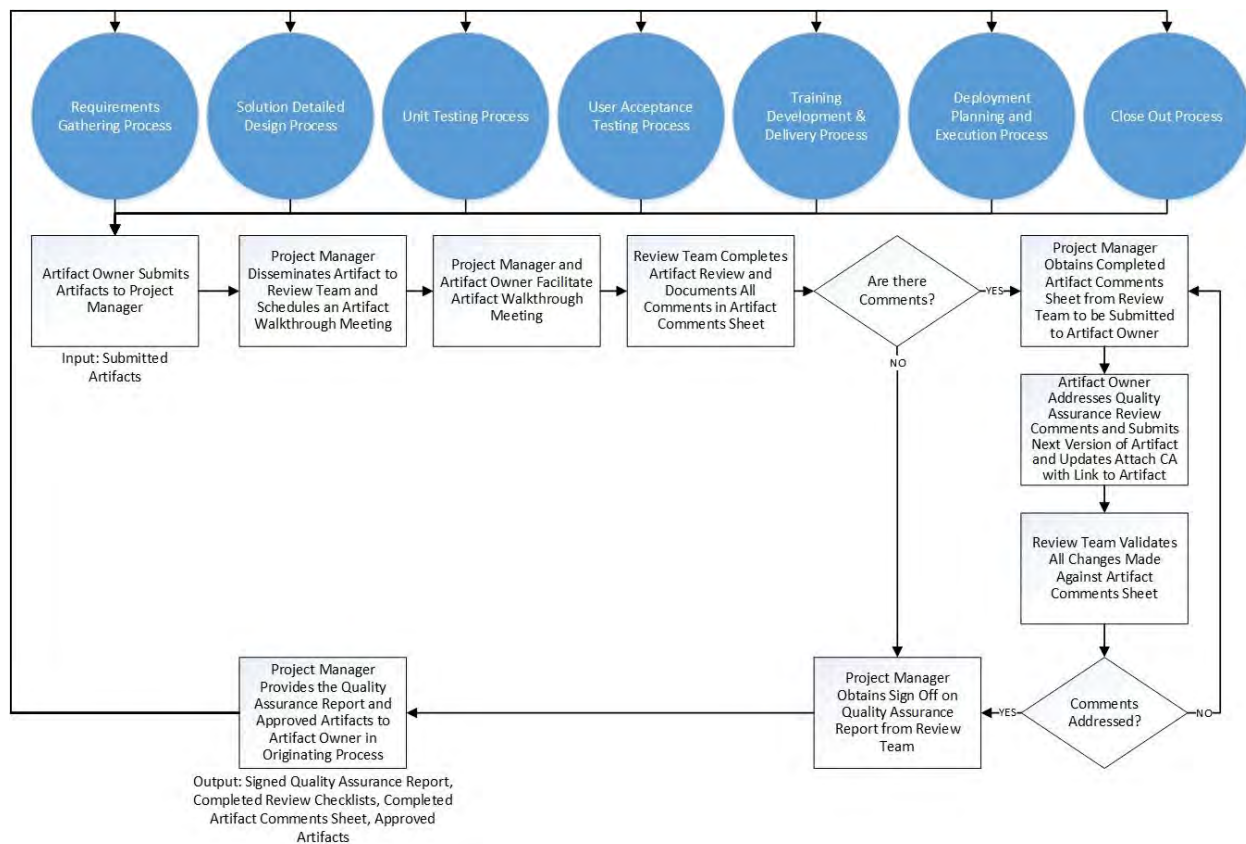 Requirements
Gathering Process
Solution Detailed
Design Process
Unit Testing Process
User Acceptance
Testing Process
Training
Development &
Delivery Process
Deployment
Planning and
Execution Process
Close Out Process
Artifact Owner Submits
Artifacts to Project
Manager
Input: Submitted
Artifacts
Project Manager
Disseminates Artifact to
Review Team and
Schedules an Artifact
Walkthrough Meeting
Project Manager and
Artifact Owner Facilitate
Artifact Walkthrough
Meeting
Review Team Completes
Artifact Review and
Documents All
Comments in Artifact
Comments Sheet
Are there
Comments?
YES
NO
Project Manager
Obtains Completed
Artifact Comments
Sheet from Review
Team to be Submitted
to Artifact Owner
Artifact Owner
Addresses Quality
Assurance Review
Comments and Submits
Next Version of Artifact
and Updates Attach CA
with Link to Artifact
Review Team Validates
All Changes Made
Against Artifact
Comments Sheet
Comments
Addressed?
NO
YES
Project Manager
Obtains Sign Off on
Quality Assurance
Report from Review
Team
Project Manager
Provides the Quality
Assurance Report and
Approved Artifacts to
Artifact Owner in
Originating Process
Output: Signed Quality Assurance Report,
Completed Review Checklists, Completed
Artifact Comments Sheet, Approved
Artifacts